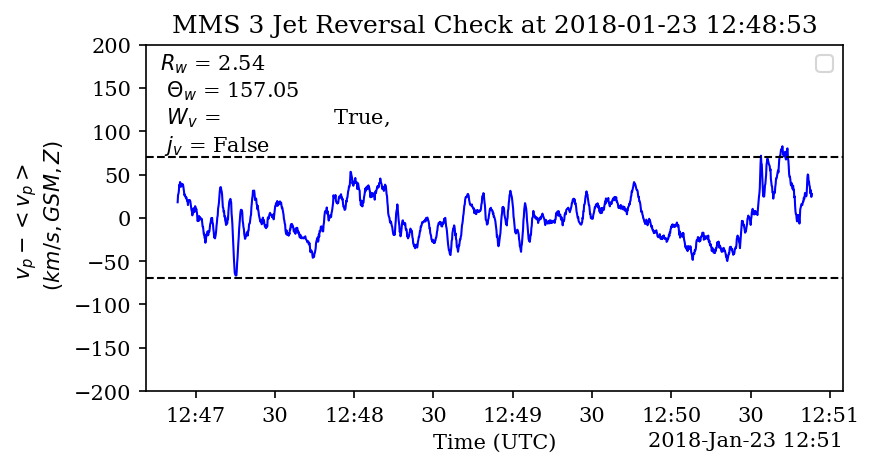 MMS 3 Jet Reversal Check at 2018-01-23 12:48:53
200
150
100
50
0
−50
−100
−150
−200
v_p − <v_p>
(km/s, GSM, Z)
R_w = 2.54
Θ_w = 157.05
W_v = True,
j_v = False
12:47 30 12:48 30 12:49 30 12:50 30 12:51
Time (UTC)
2018-Jan-23 12:51